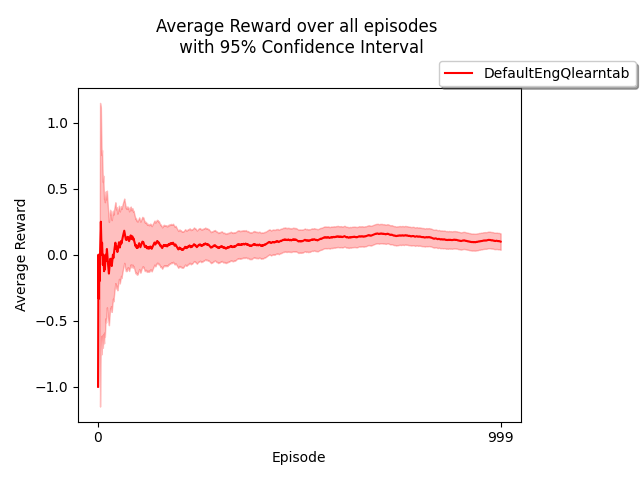 Average Reward over all episodes
with 95% Confidence Interval
DefaultEngQlearntab
1.0
0.5
0.0
−0.5
−1.0
Average Reward
0
999
Episode